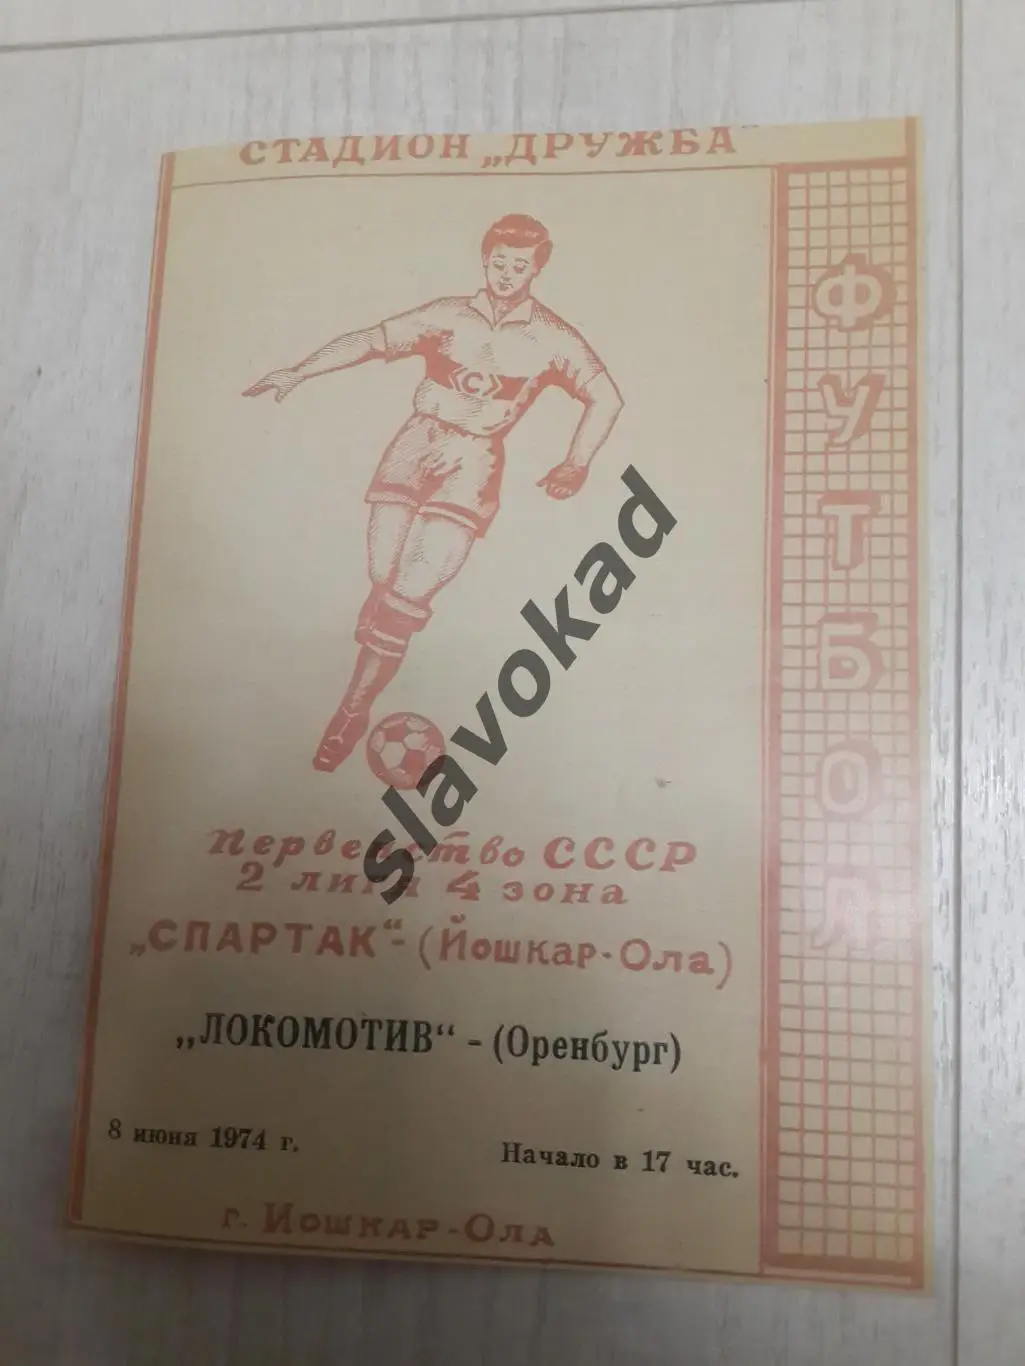 СТАДИОН „ДРУЖБА“
ФУТБОЛ
С
Первенство СССР
2 лига 4 зона
„СПАРТАК“-(Йошкар-Ола)
„ЛОКОМОТИВ“ - (Оренбург)
8 июня 1974 г.
Начало в 17 час.
г. Йошкар-Ола
slavokad